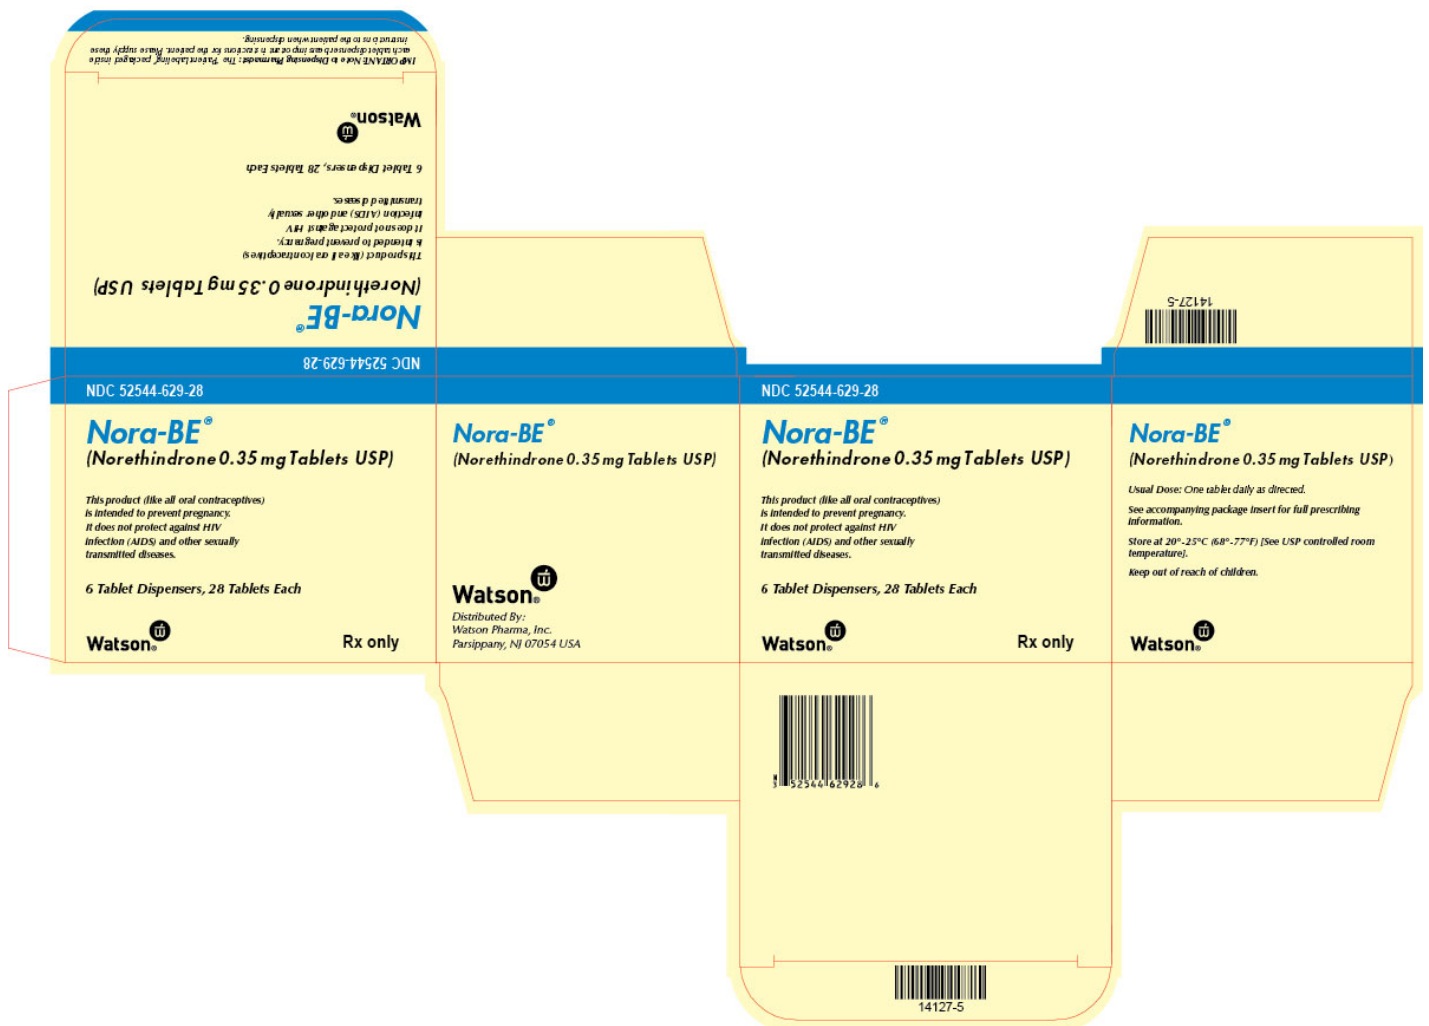 IMPORTANT Note to Dispensing Pharmacist: The "Patient Labeling" packaged inside
each tablet dispenser bears important instructions for the patient. Please supply these
instructions to the patient when dispensing.
Watson®
6 Tablet Dispensers, 28 Tablets Each
This product (like all oral contraceptives)
is intended to prevent pregnancy.
It does not protect against HIV
infection (AIDS) and other sexually
transmitted diseases.
Nora-BE®
(Norethindrone 0.35 mg Tablets USP)
NDC 52544-629-28
NDC 52544-629-28
Nora-BE®
(Norethindrone 0.35 mg Tablets USP)
This product (like all oral contraceptives)
is intended to prevent pregnancy.
It does not protect against HIV
infection (AIDS) and other sexually
transmitted diseases.
6 Tablet Dispensers, 28 Tablets Each
Watson®
Rx only
Nora-BE®
(Norethindrone 0.35 mg Tablets USP)
Watson®
Distributed By:
Watson Pharma, Inc.
Parsippany, NJ 07054 USA
NDC 52544-629-28
Nora-BE®
(Norethindrone 0.35 mg Tablets USP)
This product (like all oral contraceptives)
is intended to prevent pregnancy.
It does not protect against HIV
infection (AIDS) and other sexually
transmitted diseases.
6 Tablet Dispensers, 28 Tablets Each
Watson®
Rx only
14127-5
Nora-BE®
(Norethindrone 0.35 mg Tablets USP)
Usual Dose: One tablet daily as directed.
See accompanying package insert for full prescribing
information.
Store at 20°-25°C (68°-77°F) [See USP controlled room
temperature].
Keep out of reach of children.
Watson®
N
3 52544 62928 6
14127-5